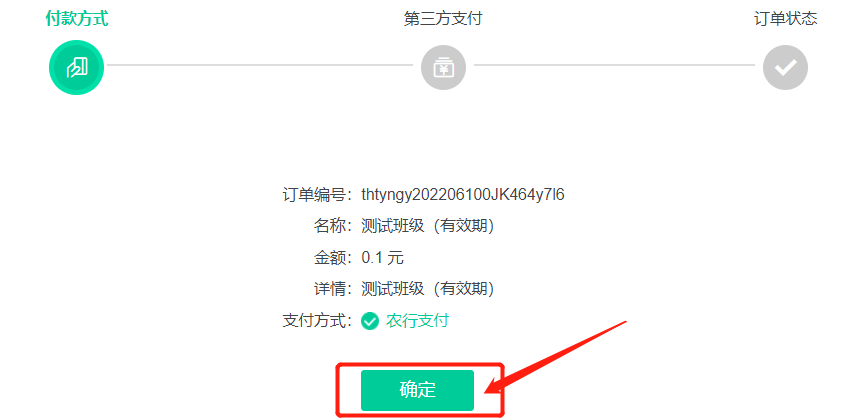 付款方式 第三方支付 订单状态
订单编号：thtyngy202206100JK464y7l6
名称：测试班级（有效期）
金额：0.1 元
详情：测试班级（有效期）
支付方式：农行支付
确定